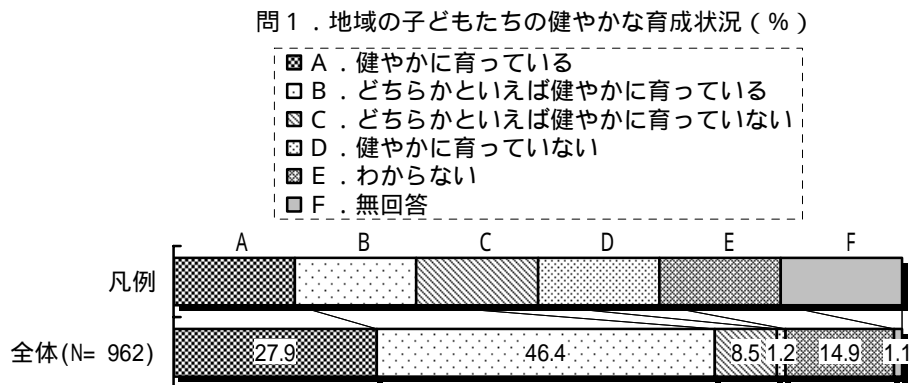 問１．地域の子どもたちの健やかな育成状況（％）
Ａ．健やかに育っている
Ｂ．どちらかといえば健やかに育っている
Ｃ．どちらかといえば健やかに育っていない
Ｄ．健やかに育っていない
Ｅ．わからない
Ｆ．無回答
A B C D E F
凡例
全体(N= 962) 27.9 46.4 8.5 1.2 14.9 1.1